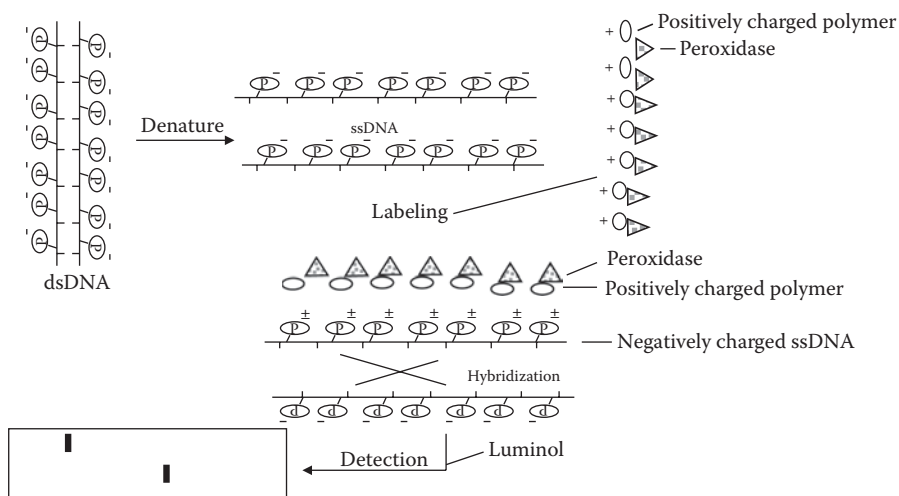 Positively charged polymer
Peroxidase
Denature
ssDNA
Labeling
dsDNA
Peroxidase
Positively charged polymer
Negatively charged ssDNA
Hybridization
Luminol
Detection
P P P P P P P
P P P P P P P
P P P P P P P
P P P P P P P
P P P P P P P
P P P P P P P
+ + + + + + + +
± ± ± ± ± ± ±